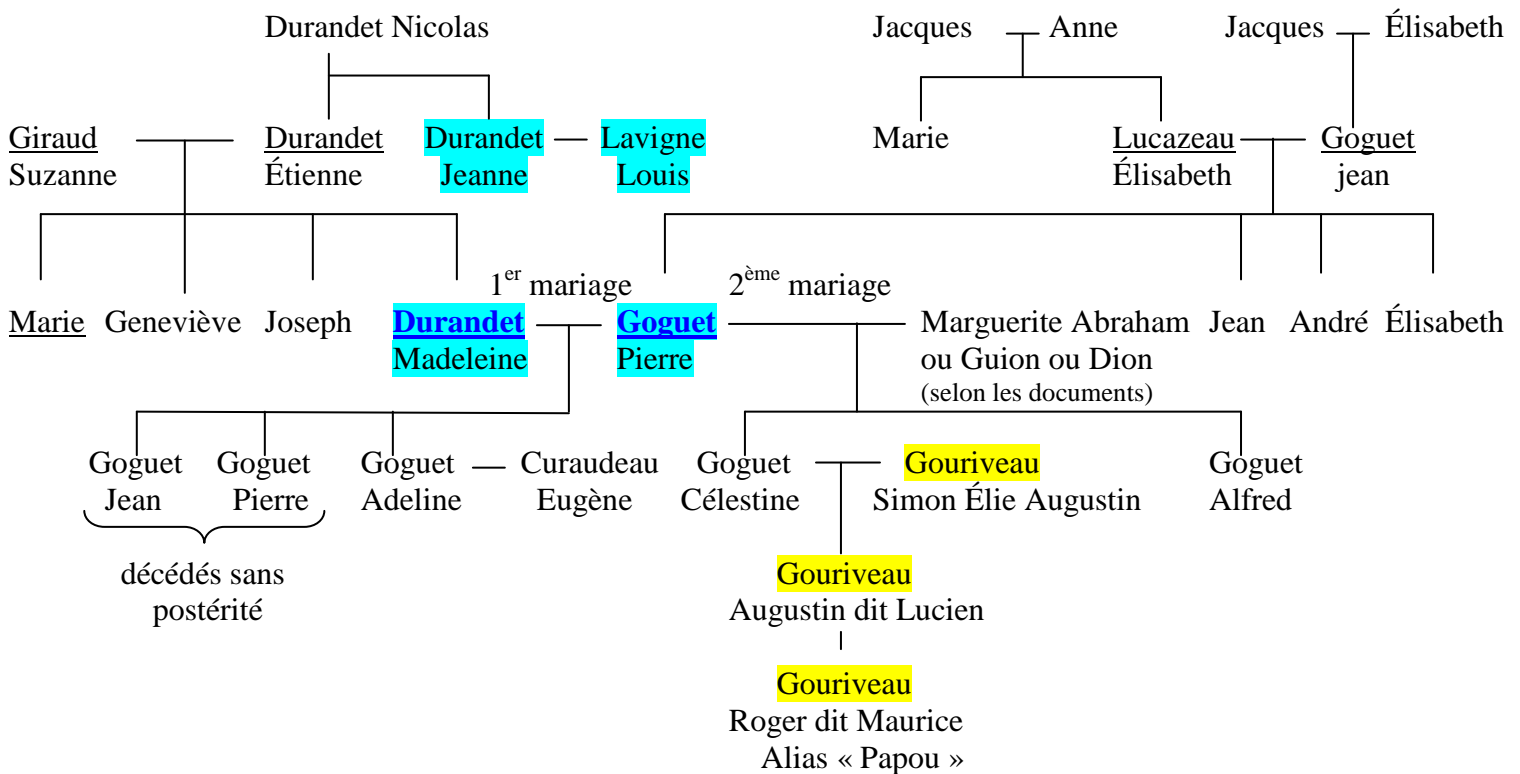 Durandet Nicolas
Jacques Anne
Jacques Élisabeth
Giraud
Suzanne
Durandet
Étienne
Durandet
Jeanne
Lavigne
Louis
Marie
Lucazeau
Élisabeth
Goguet
jean
1er mariage
2ème mariage
Marie Geneviève Joseph
Durandet
Madeleine
Goguet
Pierre
Marguerite Abraham
ou Guion ou Dion
(selon les documents)
Jean André Élisabeth
Goguet
Jean
Goguet
Pierre
Goguet
Adeline
Curaudeau
Eugène
Goguet
Célestine
Gouriveau
Simon Élie Augustin
Goguet
Alfred
décédés sans
postérité
Gouriveau
Augustin dit Lucien
Gouriveau
Roger dit Maurice
Alias « Papou »